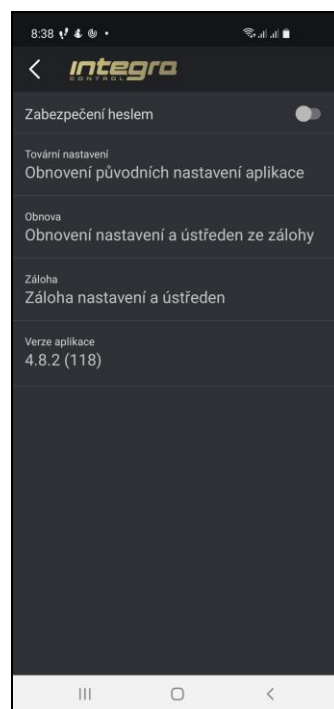 8:38
integra
CONTROL
Zabezpečení heslem
Tovární nastavení
Obnovení původních nastavení aplikace
Obnova
Obnovení nastavení a ústředen ze zálohy
Záloha
Záloha nastavení a ústředen
Verze aplikace
4.8.2 (118)